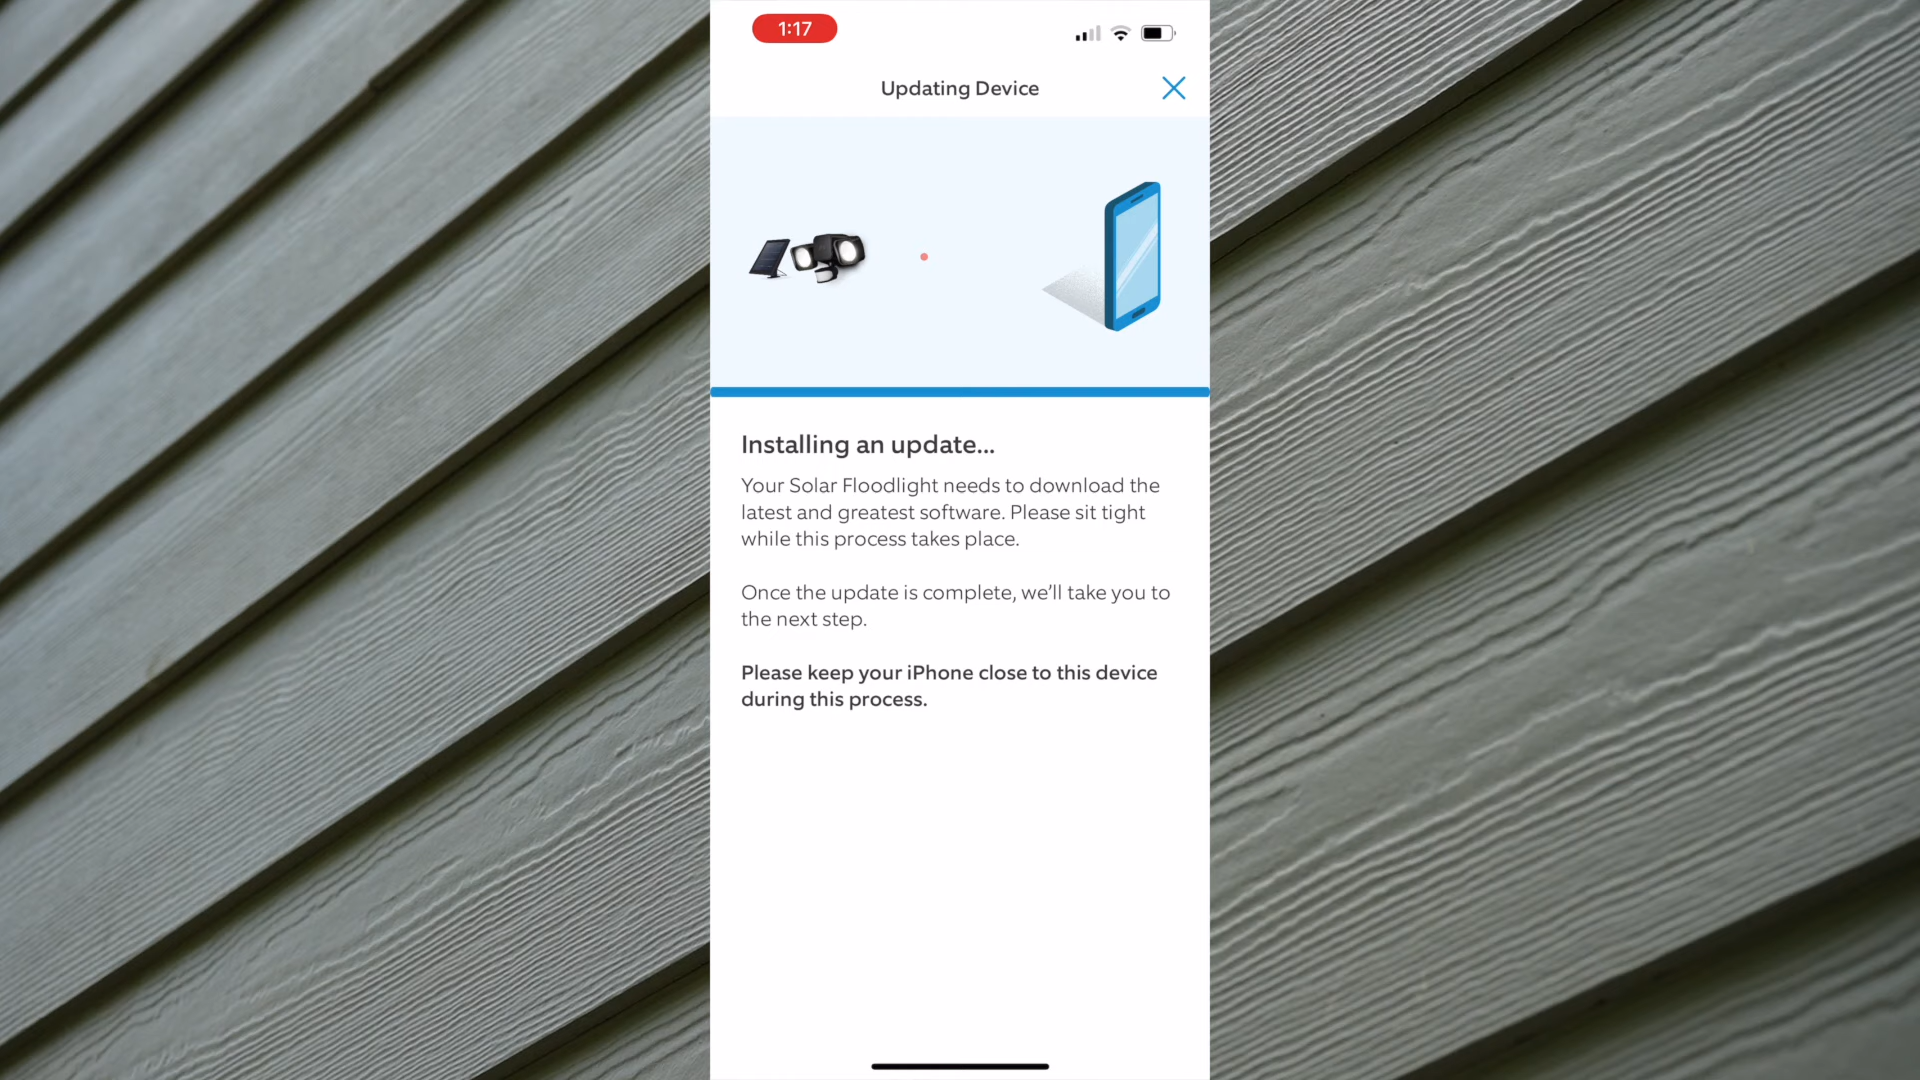 1:17
Updating Device
Installing an update...
Your Solar Floodlight needs to download the
latest and greatest software. Please sit tight
while this process takes place.
Once the update is complete, we’ll take you to
the next step.
Please keep your iPhone close to this device
during this process.